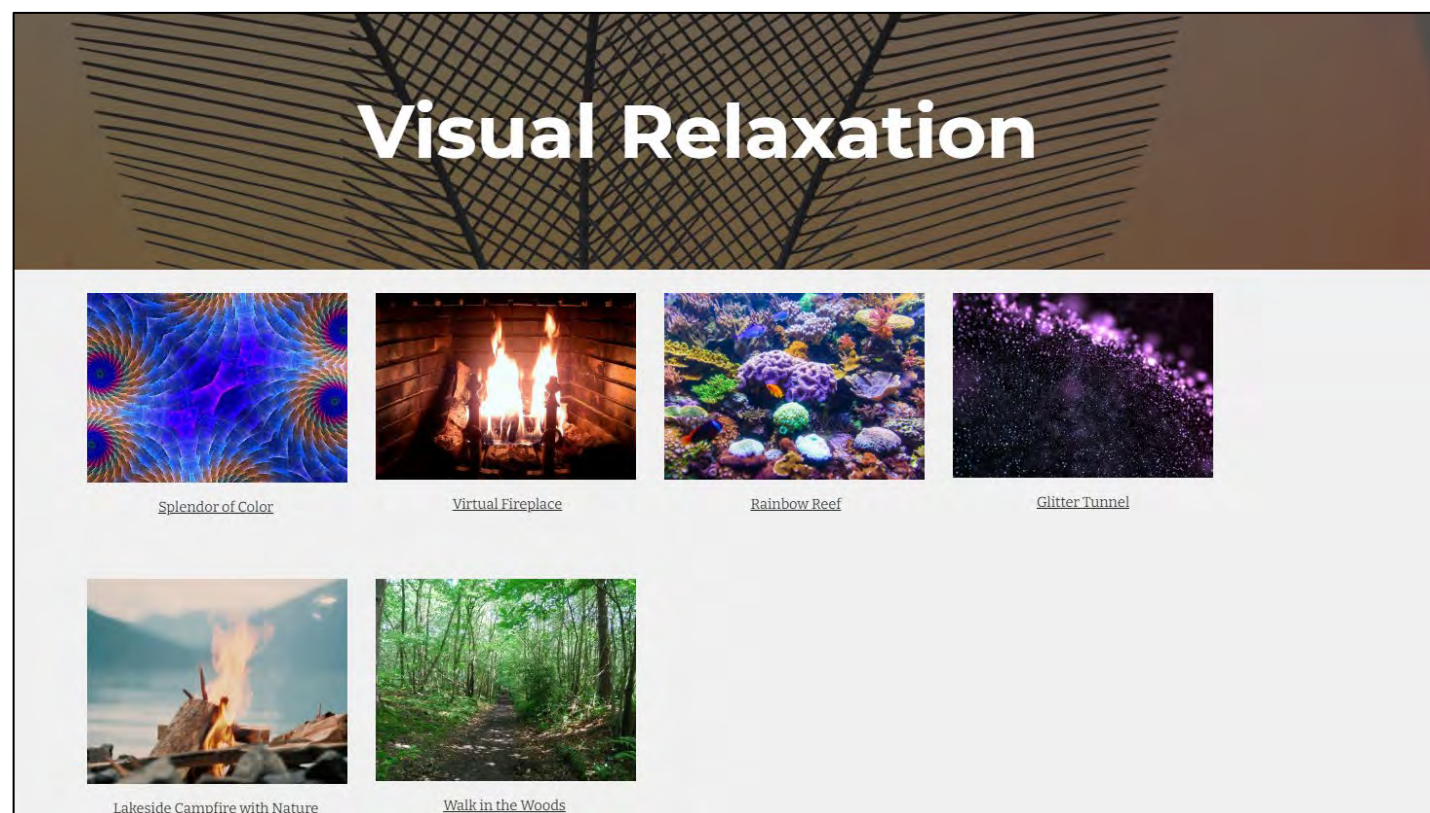 Visual Relaxation
Splendor of Color
Virtual Fireplace
Rainbow Reef
Glitter Tunnel
Lakeside Campfire with Nature
Walk in the Woods